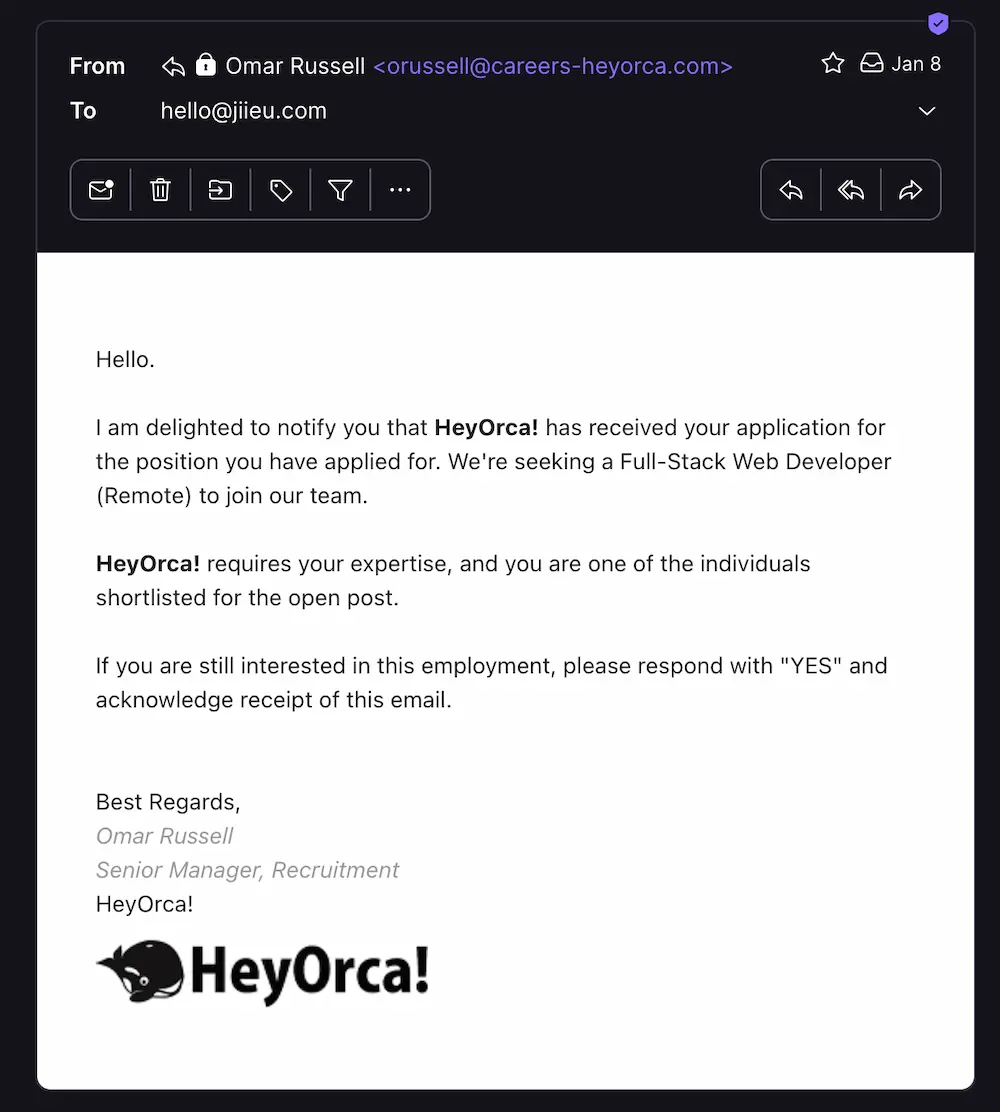 From Omar Russell <orussell@careers-heyorca.com> Jan 8
To hello@jiieu.com
Hello.
I am delighted to notify you that HeyOrca! has received your application for
the position you have applied for. We're seeking a Full-Stack Web Developer
(Remote) to join our team.
HeyOrca! requires your expertise, and you are one of the individuals
shortlisted for the open post.
If you are still interested in this employment, please respond with "YES" and
acknowledge receipt of this email.
Best Regards,
Omar Russell
Senior Manager, Recruitment
HeyOrca!
HeyOrca!